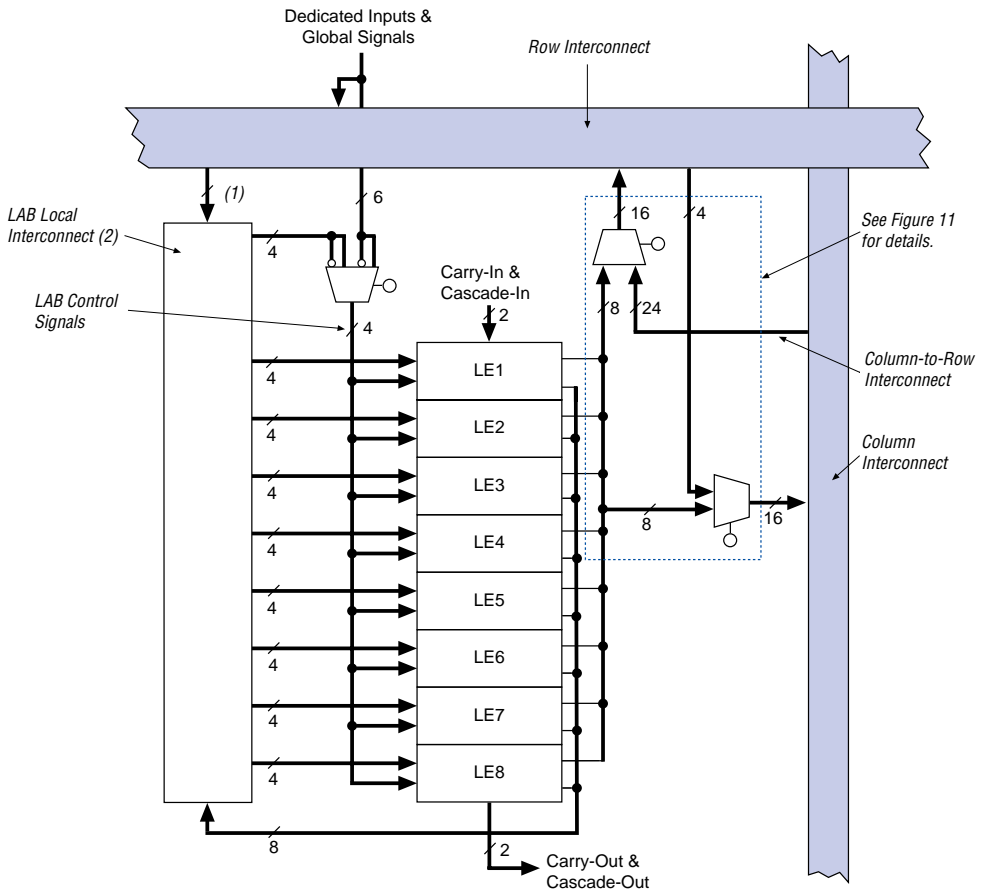 Dedicated Inputs &
Global Signals
Row Interconnect
(1)
6
16
4
LAB Local
Interconnect (2)
4
See Figure 11
for details.
Carry-In &
Cascade-In
LAB Control
Signals
4
2
8
24
Column-to-Row
Interconnect
LE1
4
LE2
4
Column
Interconnect
LE3
4
LE4
4
8
16
LE5
4
LE6
4
LE7
4
LE8
4
8
2
Carry-Out &
Cascade-Out